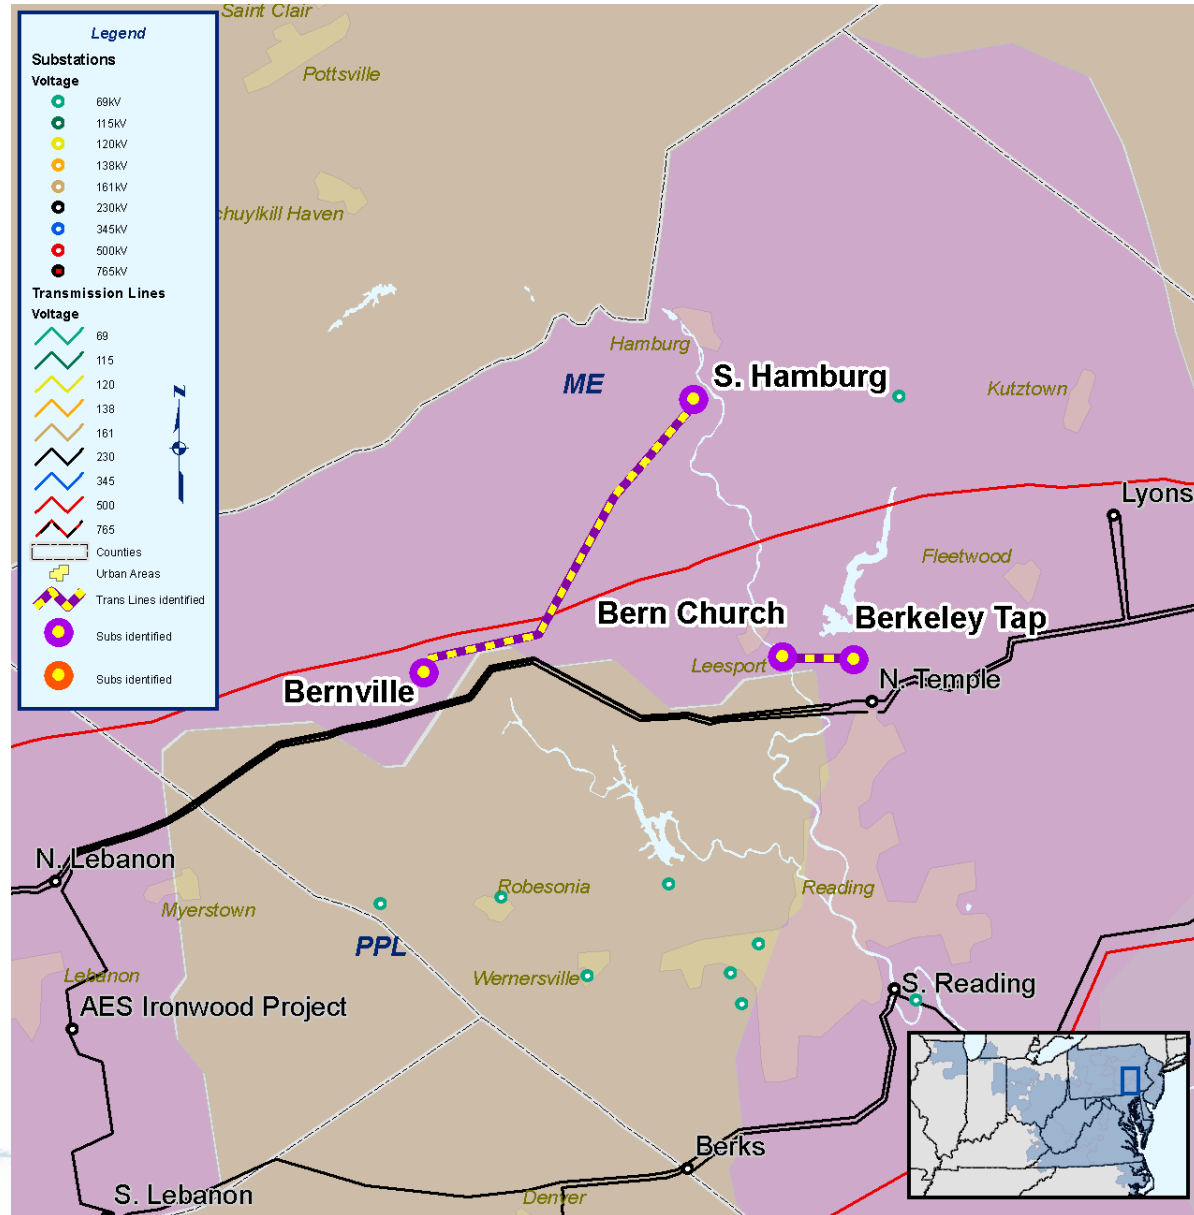 Legend
Substations
Voltage
69kV
115kV
120kV
138kV
161kV
230kV
345kV
500kV
765kV
Transmission Lines
Voltage
69
115
120
138
161
230
345
500
765
N
Counties
Urban Areas
Trans Lines identified
Subs identified
Subs identified
Saint Clair
Pottsville
chuylkill Haven
Hamburg
ME
S. Hamburg
Kutztown
Lyons
Fleetwood
Bern Church
Berkeley Tap
Leesport
Bernville
N. Temple
N. Lebanon
Myerstown
Robesonia
Reading
PPL
Wernersville
Lebanon
S. Reading
AES Ironwood Project
Berks
S. Lebanon
Denver